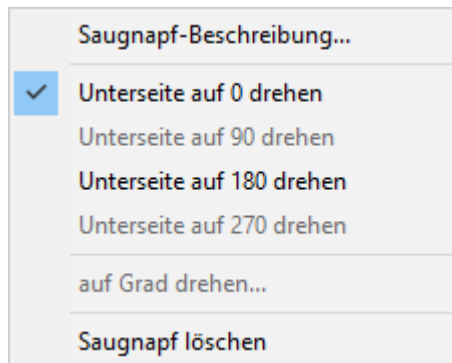 Saugnapf-Beschreibung...
Unterseite auf 0 drehen
Unterseite auf 90 drehen
Unterseite auf 180 drehen
Unterseite auf 270 drehen
auf Grad drehen...
Saugnapf löschen